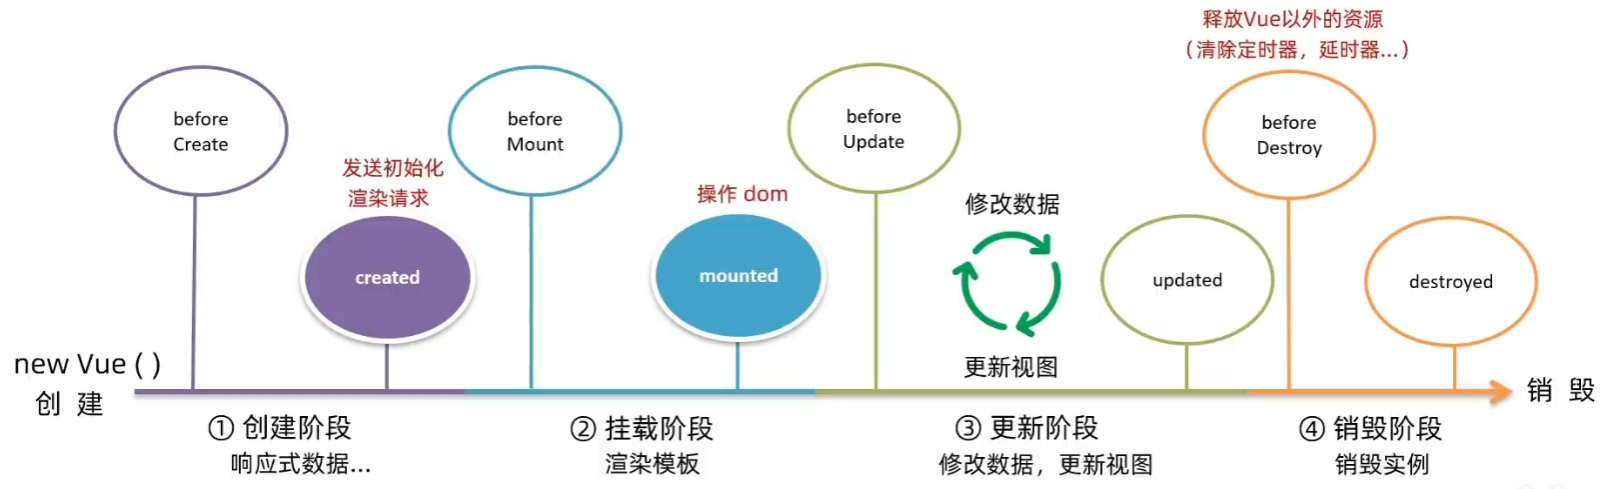 释放Vue以外的资源
（清除定时器，延时器...）
before
Create
before
Mount
before
Update
before
Destroy
发送初始化
渲染请求
操作 dom
修改数据
created
mounted
updated
destroyed
更新视图
new Vue ( )
创 建
销 毁
① 创建阶段
响应式数据...
② 挂载阶段
渲染模板
③ 更新阶段
修改数据，更新视图
④ 销毁阶段
销毁实例